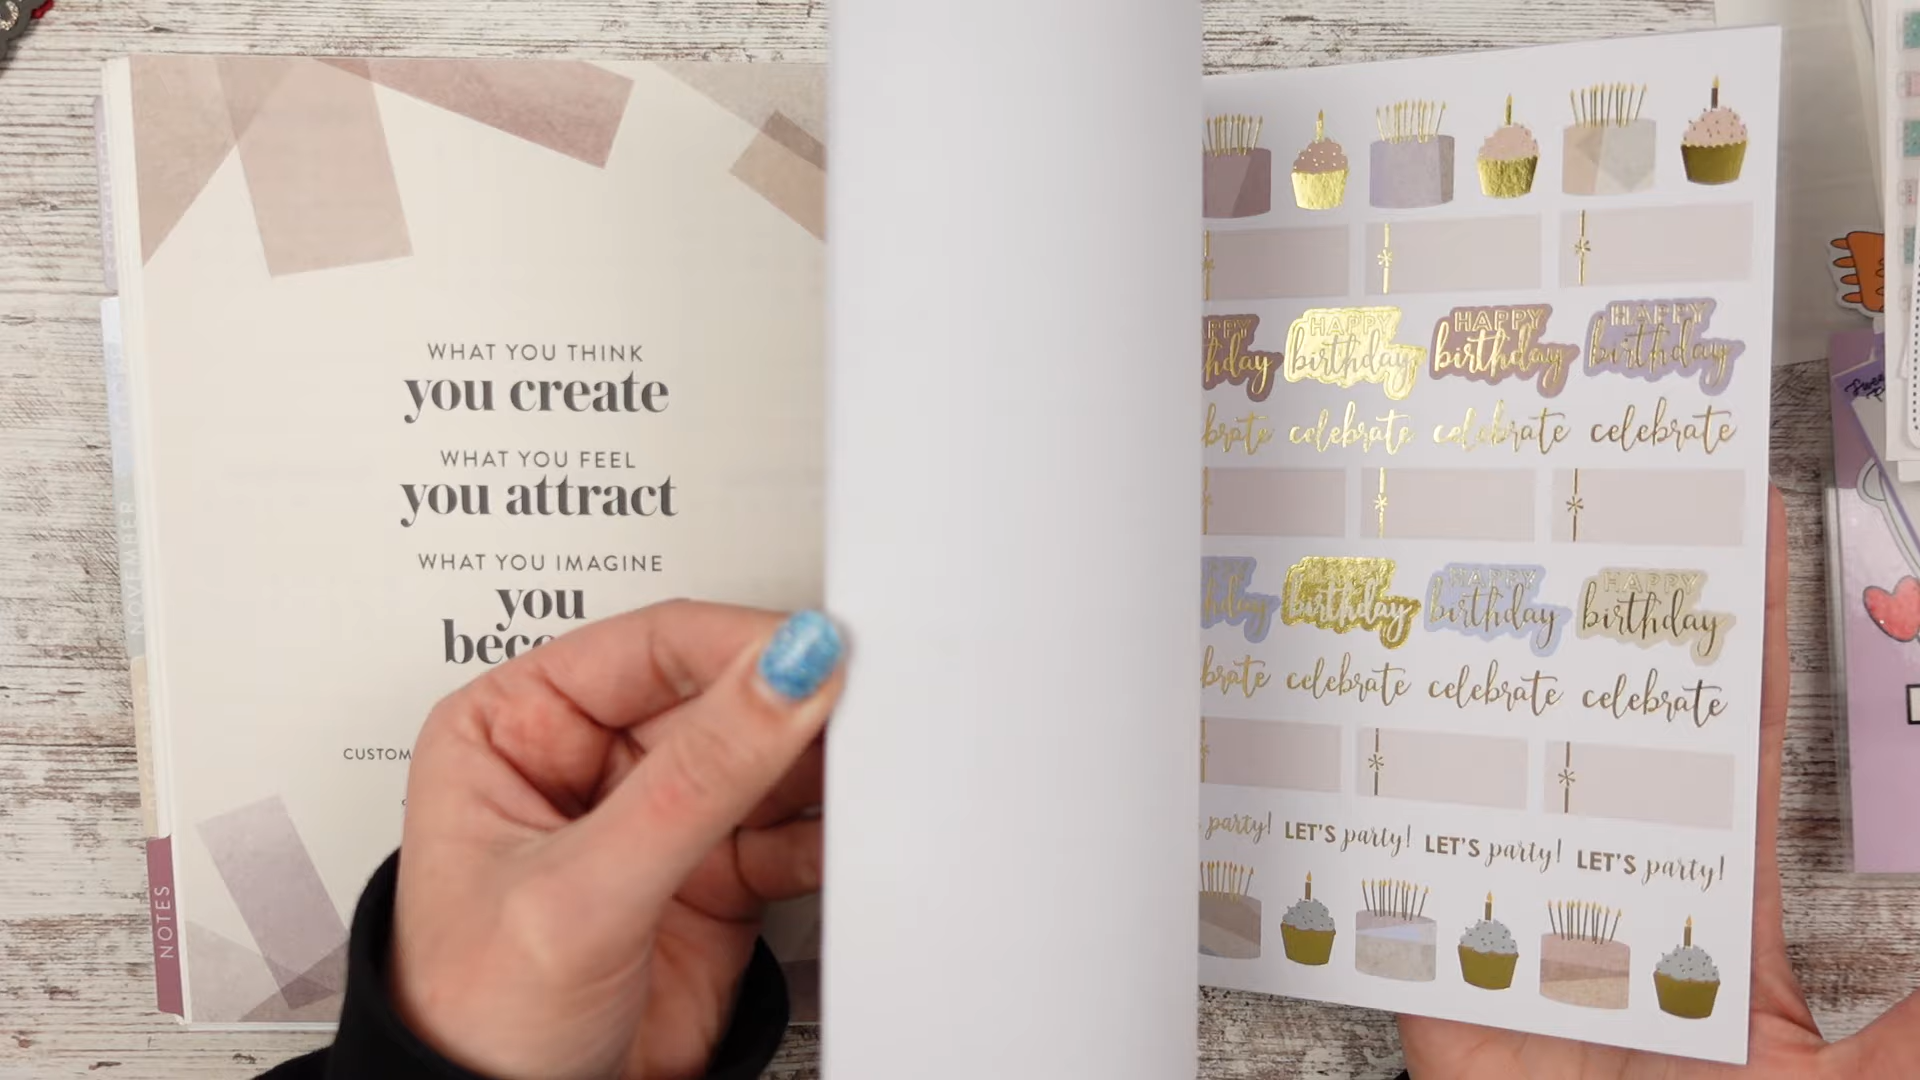 WHAT YOU THINK
you create
WHAT YOU FEEL
you attract
WHAT YOU IMAGINE
you
NOVEMBER
NOTES
HAPPY HAPPY HAPPY
birthday birthday birthday
celebrate celebrate celebrate
HAPPY HAPPY HAPPY
birthday birthday birthday
celebrate celebrate celebrate
party! LET'S party! LET'S party! LET'S party!